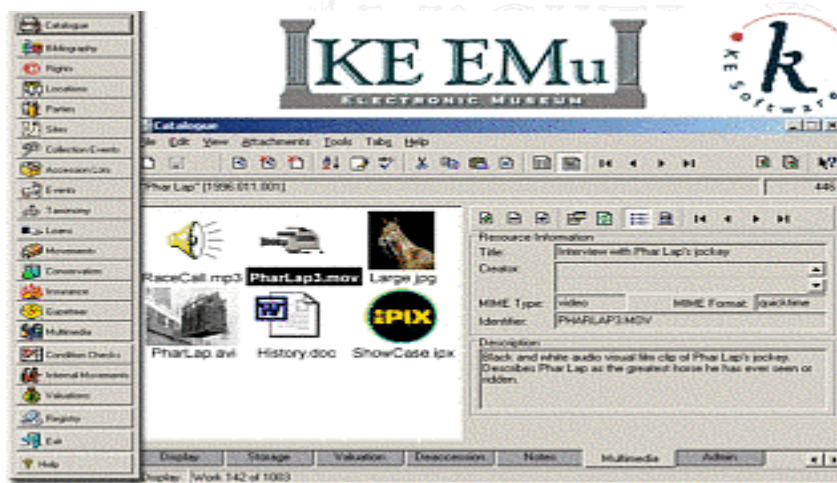 Catalogue
Bibliography
Rights
Locations
Parties
Sites
Collection Events
Accession Lots
Events
Taxonomy
Loans
Movements
Conservation
Insurance
Gazetteer
Multimedia
Condition Checks
Internal Movements
Valuations
Registry
Exit
Help
KE EMu
ELECTRONIC MUSEUM
KE Software
k
Catalogue
Edit View Attachments Tools Tabs Help
"Phar Lap" [1996.011.001]
RaceCall.mp3 PharLap3.mov Large.jpg
PharLap.avi History.doc ShowCase.ipx
iPIX
Resource Information
Title: Interview with Phar Lap's jockey
Creator:
MIME Type: video MIME Format: quicktime
Identifier: PHARLAP3.MOV
Description
Black and white audio visual film clip of Phar Lap's jockey.
Describes Phar Lap as the greatest horse he has ever seen or
ridden.
Display Storage Valuation Deaccession Notes Multimedia Admin
Display Work 142 of 1003